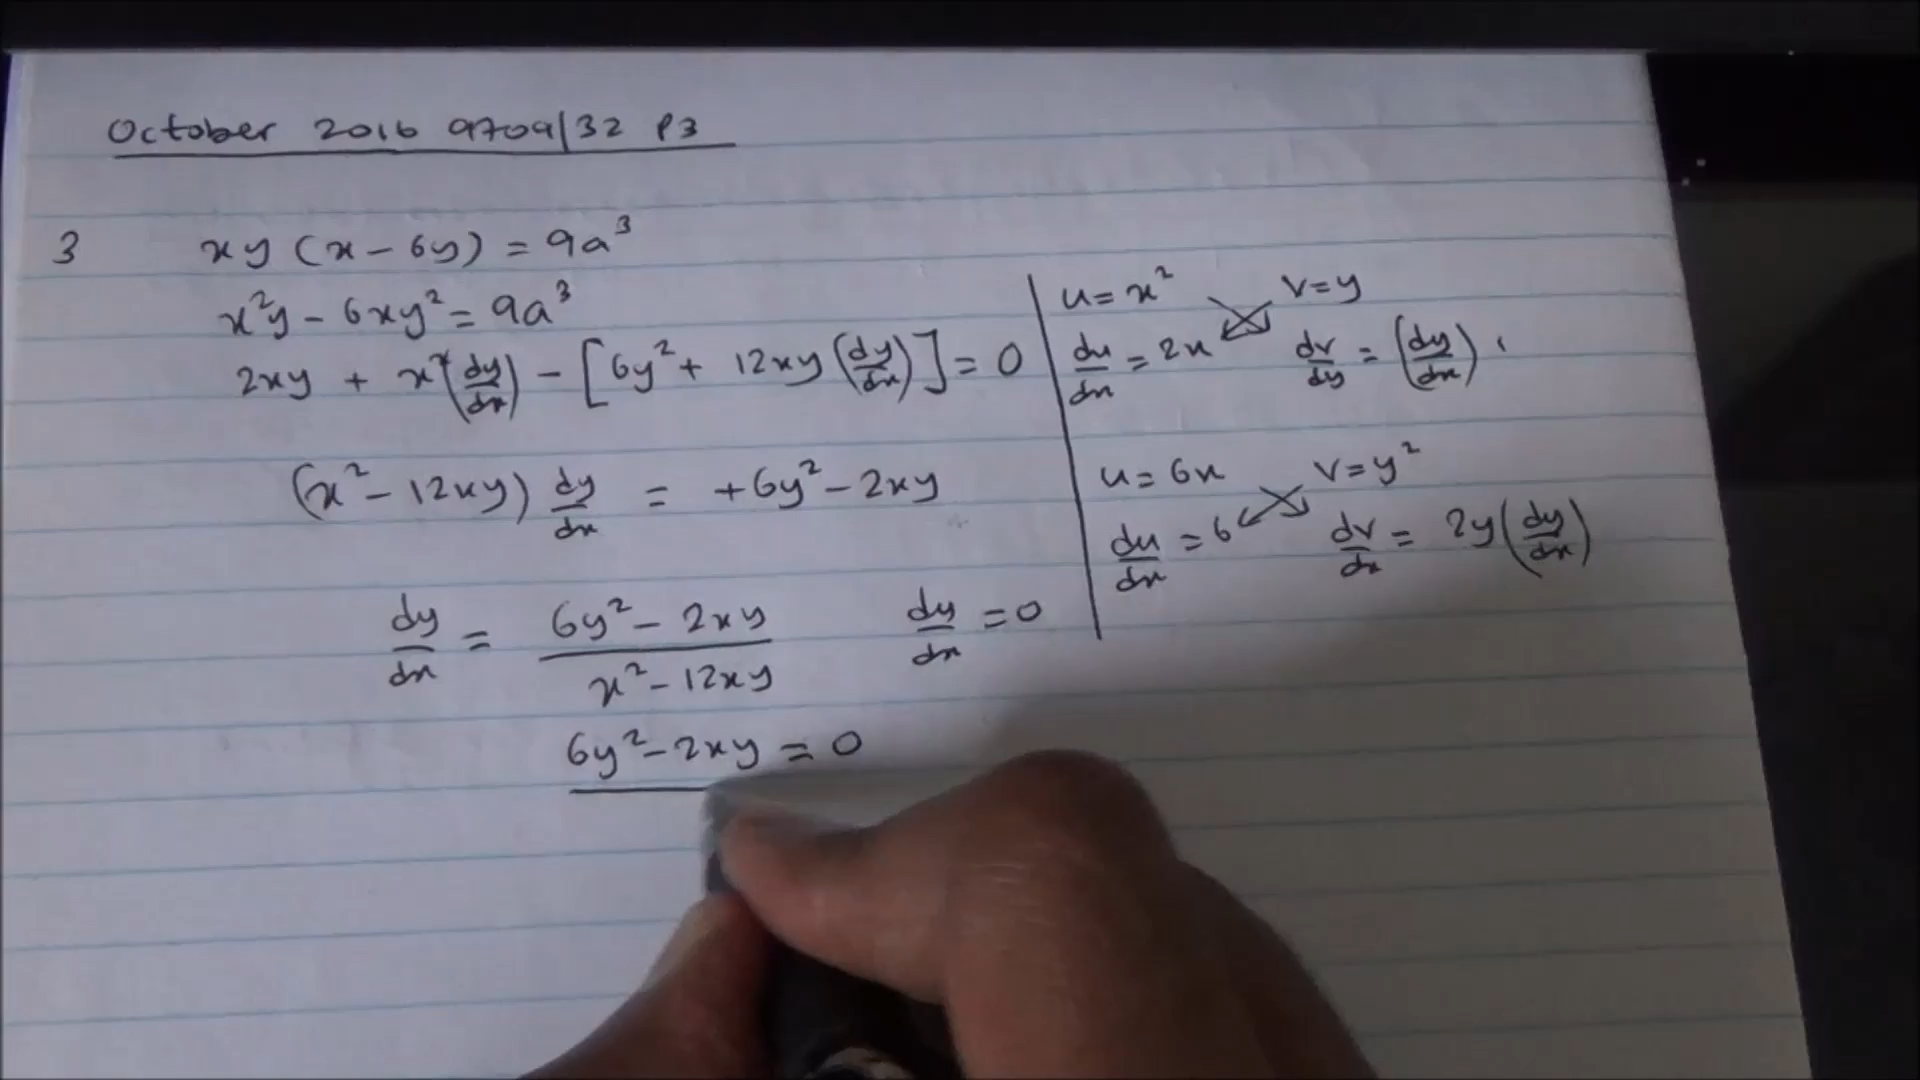 October 2016 9709/32 P3
3 xy (x - 6y) = 9a³
x²y - 6xy² = 9a³
2xy + x²(dy/dx) - [6y² + 12xy (dy/dx)] = 0
(x² - 12xy) dy/dx = +6y² - 2xy
dy/dx = (6y² - 2xy)/(x² - 12xy) dy/dx = 0
6y² - 2xy = 0
u = x² v = y
du/dx = 2x dv/dy = (dy/dx)
u = 6x v = y²
du/dx = 6 dv/dx = 2y(dy/dx)